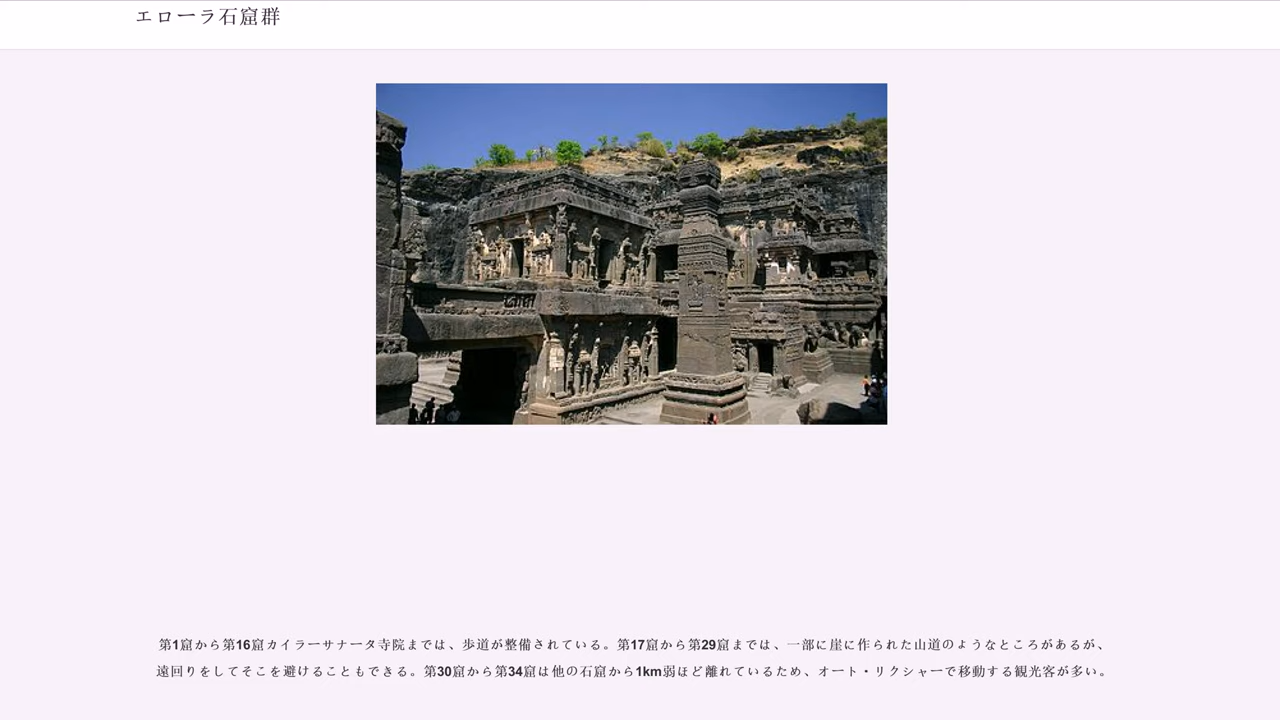 エローラ石窟群
第1窟から第16窟カイラーサナータ寺院までは、歩道が整備されている。第17窟から第29窟までは、一部に崖に作られた山道のようなところがあるが、
遠回りをしてそこを避けることもできる。第30窟から第34窟は他の石窟から1km弱ほど離れているため、オート・リクシャーで移動する観光客が多い。